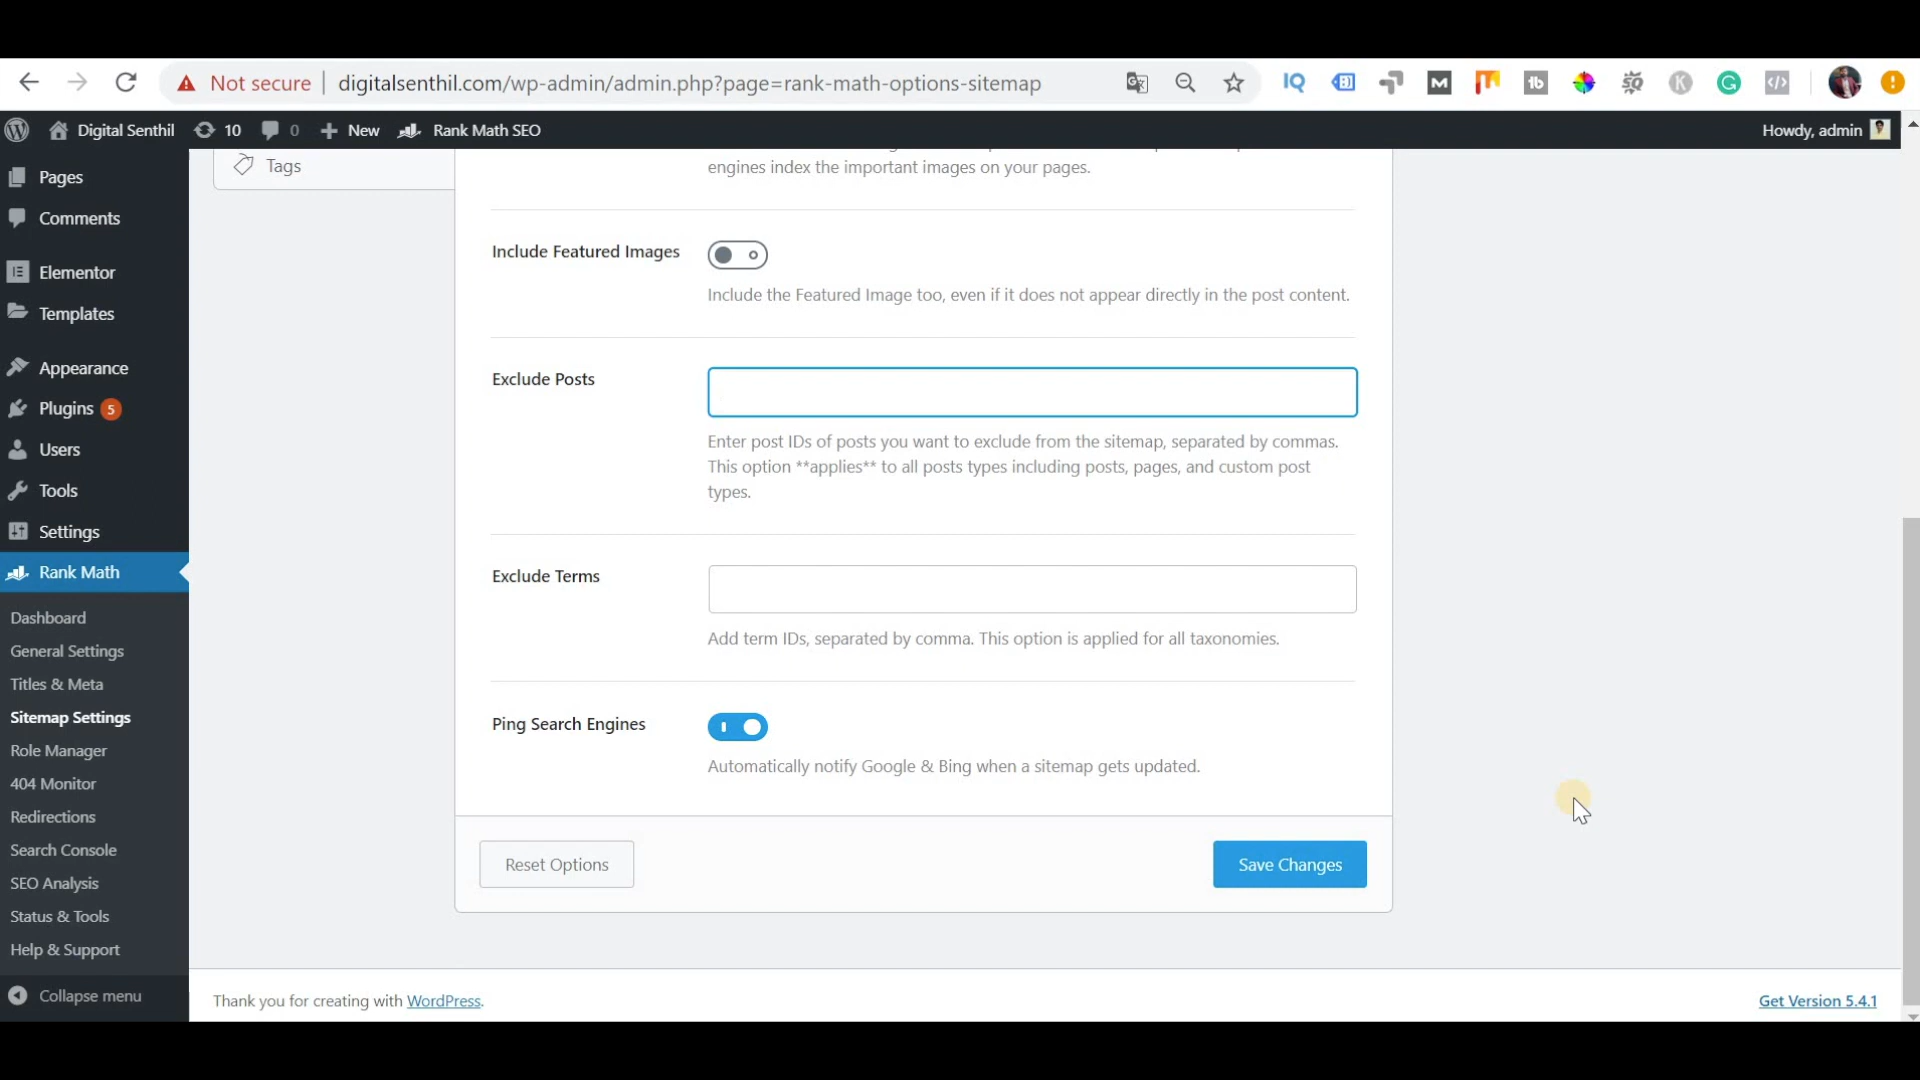 Not secure
digitalsenthil.com/wp-admin/admin.php?page=rank-math-options-sitemap
Digital Senthil
10
0
New
Rank Math SEO
Howdy, admin
Pages
Comments
Elementor
Templates
Appearance
Plugins 5
Users
Tools
Settings
Rank Math
Dashboard
General Settings
Titles & Meta
Sitemap Settings
Role Manager
404 Monitor
Redirections
Search Console
SEO Analysis
Status & Tools
Help & Support
Collapse menu
Tags
engines index the important images on your pages.
Include Featured Images
Include the Featured Image too, even if it does not appear directly in the post content.
Exclude Posts
Enter post IDs of posts you want to exclude from the sitemap, separated by commas.
This option **applies** to all posts types including posts, pages, and custom post
types.
Exclude Terms
Add term IDs, separated by comma. This option is applied for all taxonomies.
Ping Search Engines
Automatically notify Google & Bing when a sitemap gets updated.
Reset Options
Save Changes
Thank you for creating with WordPress.
Get Version 5.4.1